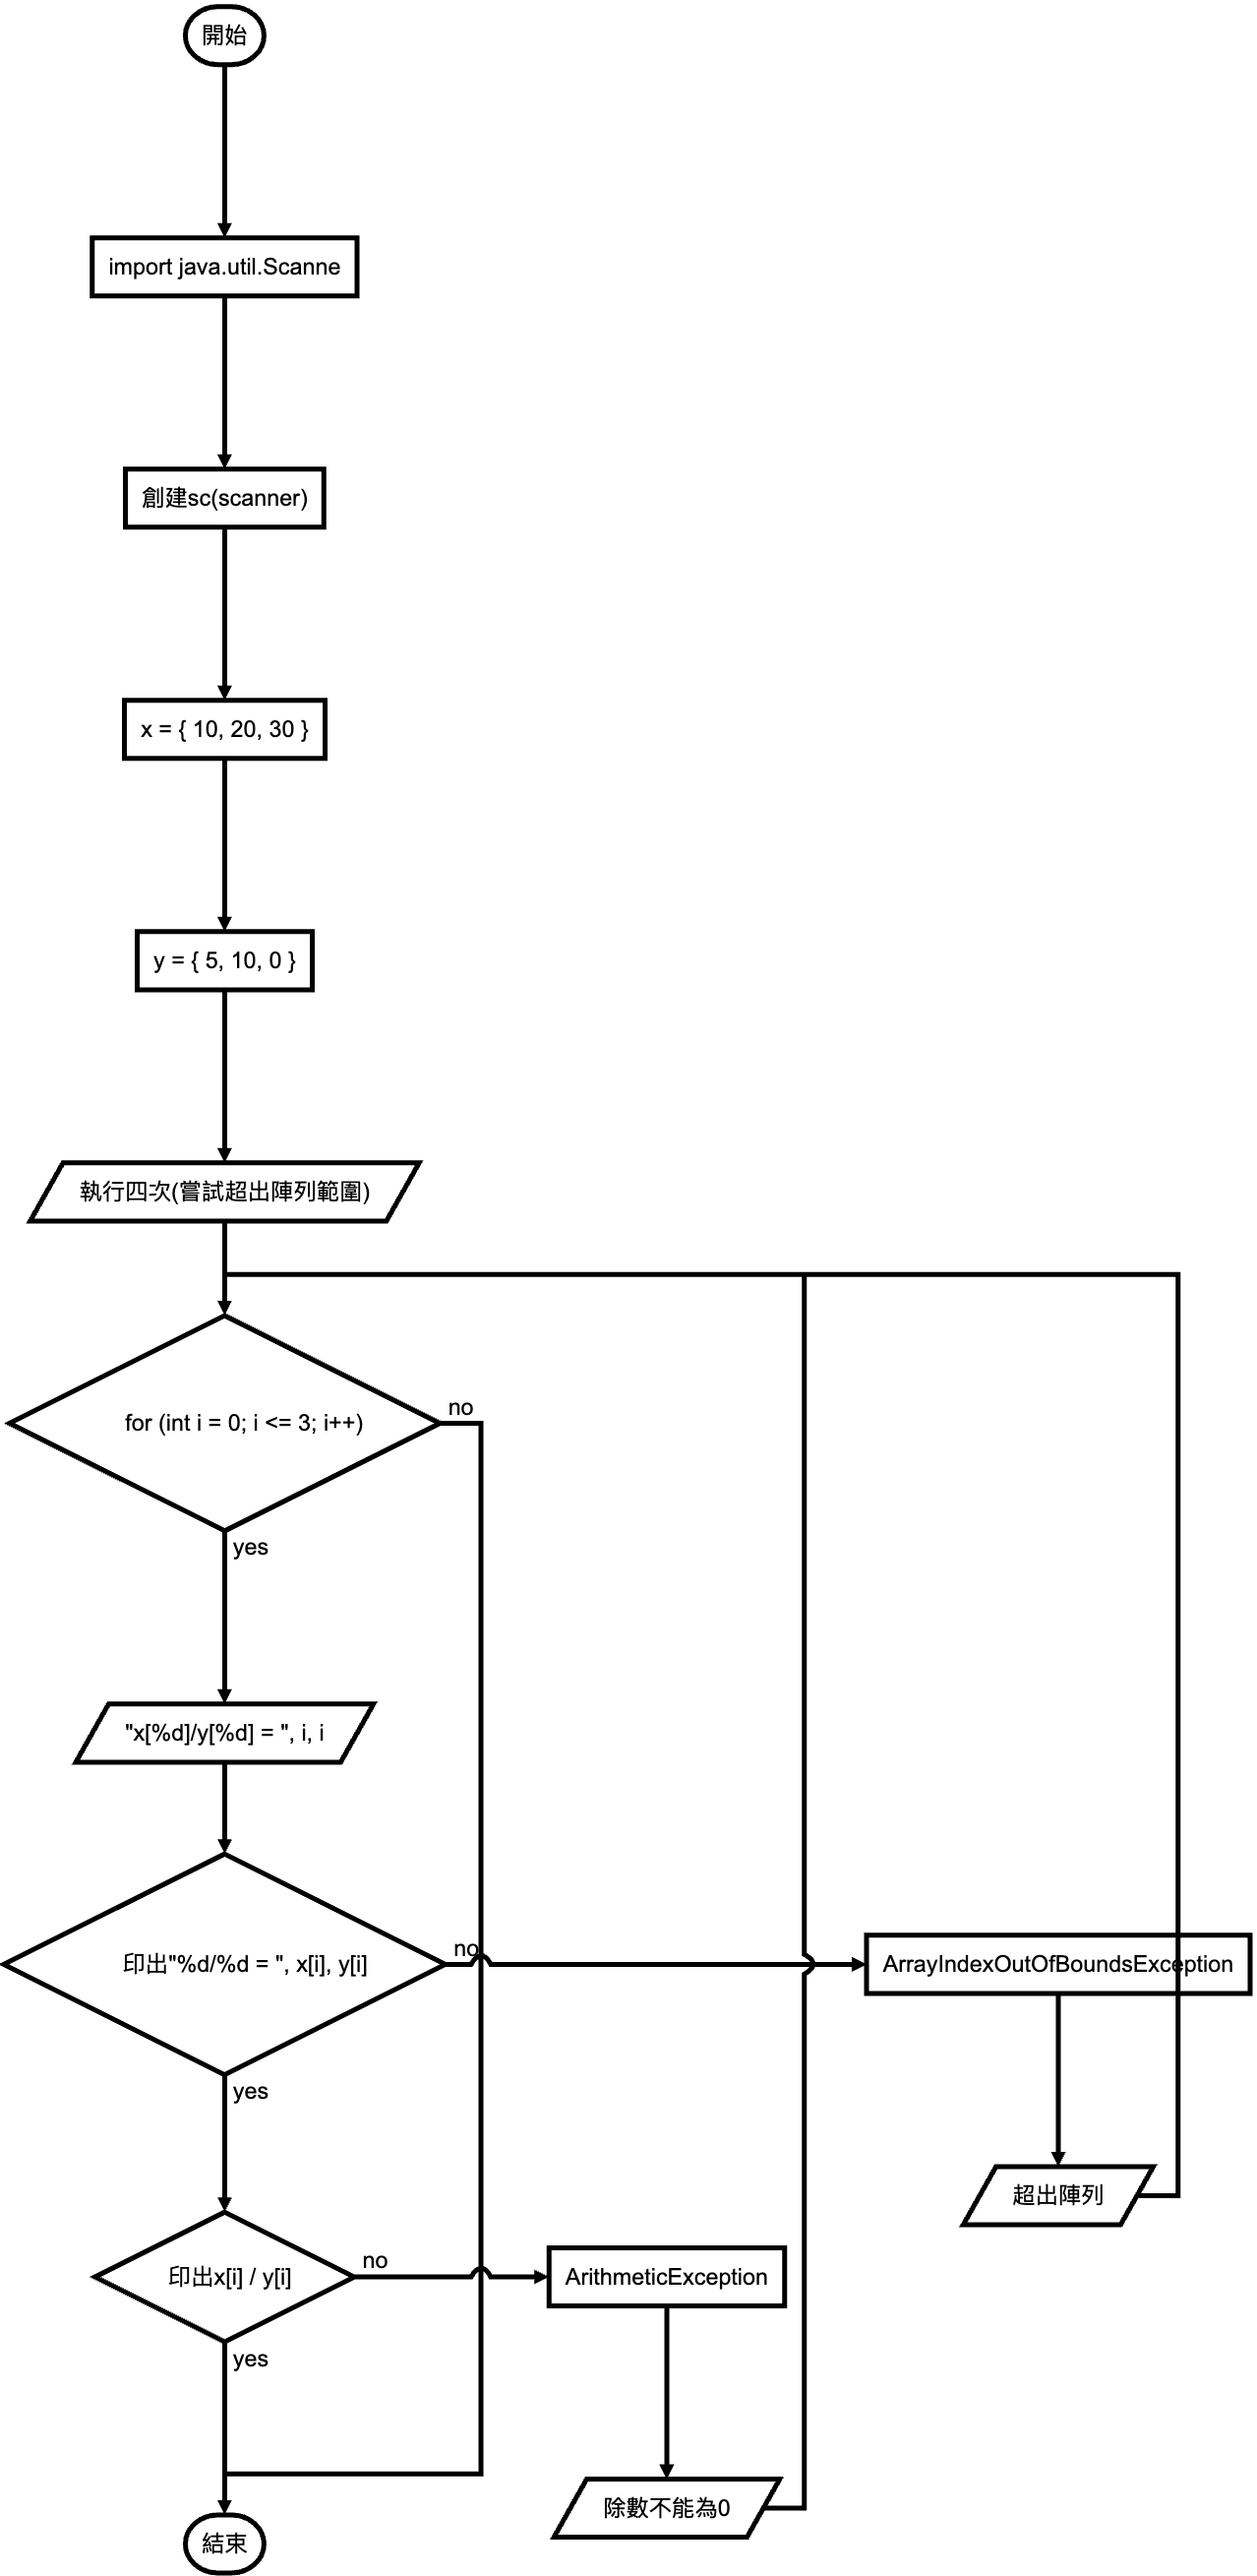 開始
import java.util.Scanne
創建sc(scanner)
x = { 10, 20, 30 }
y = { 5, 10, 0 }
執行四次(嘗試超出陣列範圍)
for (int i = 0; i <= 3; i++)
no
yes
"x[%d]/y[%d] = ", i, i
印出"%d/%d = ", x[i], y[i]
no
ArrayIndexOutOfBoundsException
yes
超出陣列
印出x[i] / y[i]
no
ArithmeticException
yes
除數不能為0
結束